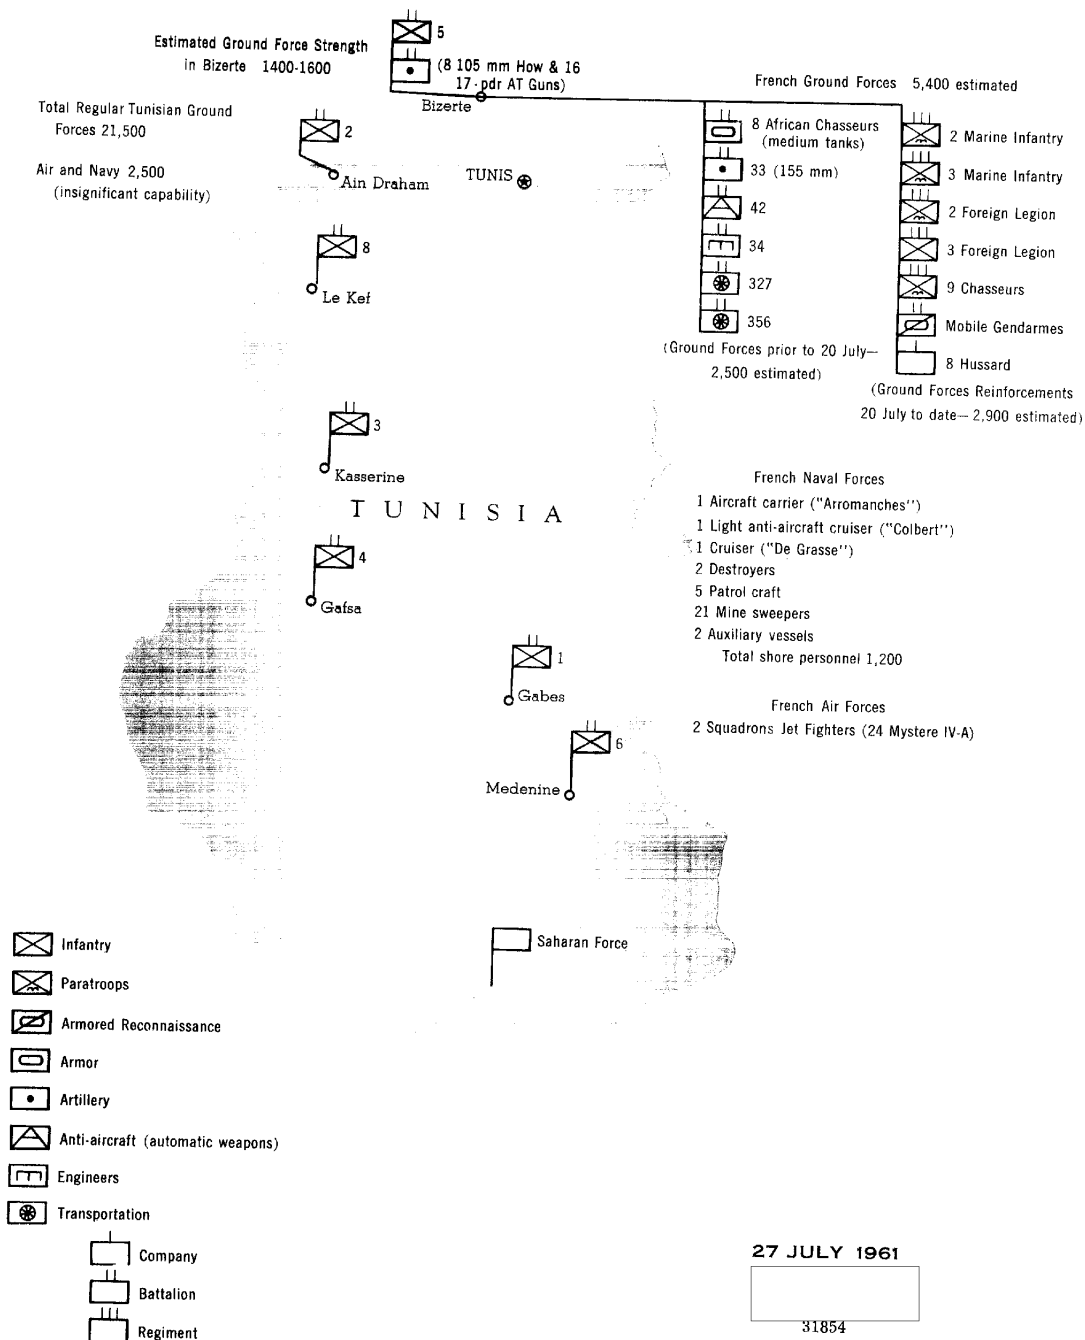 5
Estimated Ground Force Strength
in Bizerte 1400-1600
(8 105 mm How & 16
17-pdr AT Guns)
Bizerte
French Ground Forces 5,400 estimated
Total Regular Tunisian Ground
Forces 21,500
Air and Navy 2,500
(insignificant capability)
2
Ain Draham
TUNIS
8 African Chasseurs
(medium tanks)
33 (155 mm)
42
34
327
356
(Ground Forces prior to 20 July—
2,500 estimated)
2 Marine Infantry
3 Marine Infantry
2 Foreign Legion
3 Foreign Legion
9 Chasseurs
Mobile Gendarmes
8 Hussard
(Ground Forces Reinforcements
20 July to date—2,900 estimated)
8
Le Kef
3
Kasserine
TUNISIA
4
Gafsa
1
Gabes
6
Medenine
Saharan Force
French Naval Forces
1 Aircraft carrier ("Arromanches")
1 Light anti-aircraft cruiser ("Colbert")
1 Cruiser ("De Grasse")
2 Destroyers
5 Patrol craft
21 Mine sweepers
2 Auxiliary vessels
Total shore personnel 1,200
French Air Forces
2 Squadrons Jet Fighters (24 Mystere IV-A)
Infantry
Paratroops
Armored Reconnaissance
Armor
Artillery
Anti-aircraft (automatic weapons)
Engineers
Transportation
Company
Battalion
Regiment
27 JULY 1961
31854